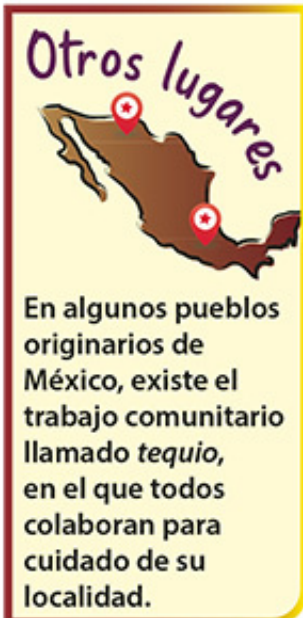 Otros lugares
En algunos pueblos
originarios de
México, existe el
trabajo comunitario
llamado tequio,
en el que todos
colaboran para
cuidado de su
localidad.